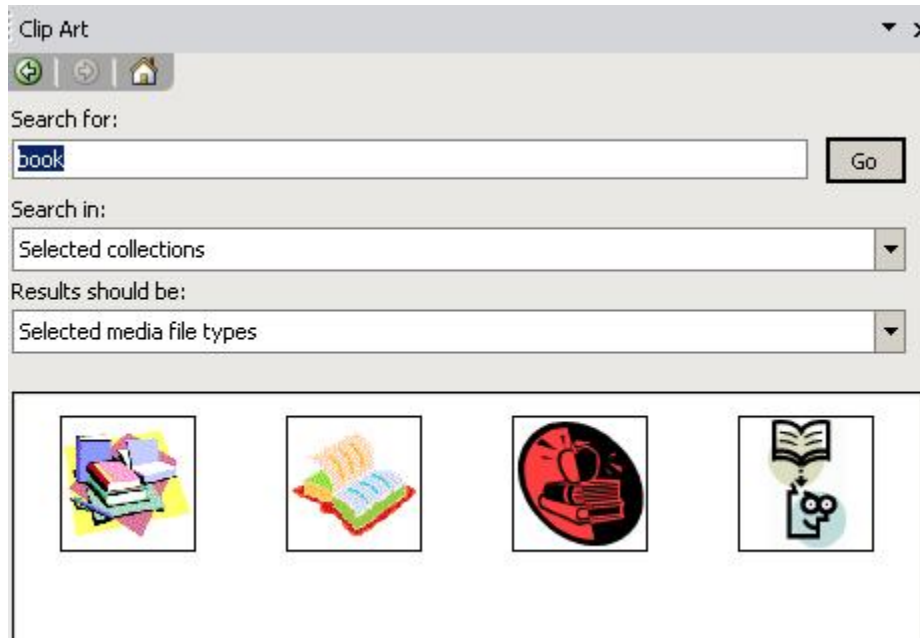 Clip Art
Search for:
book
Go
Search in:
Selected collections
Results should be:
Selected media file types